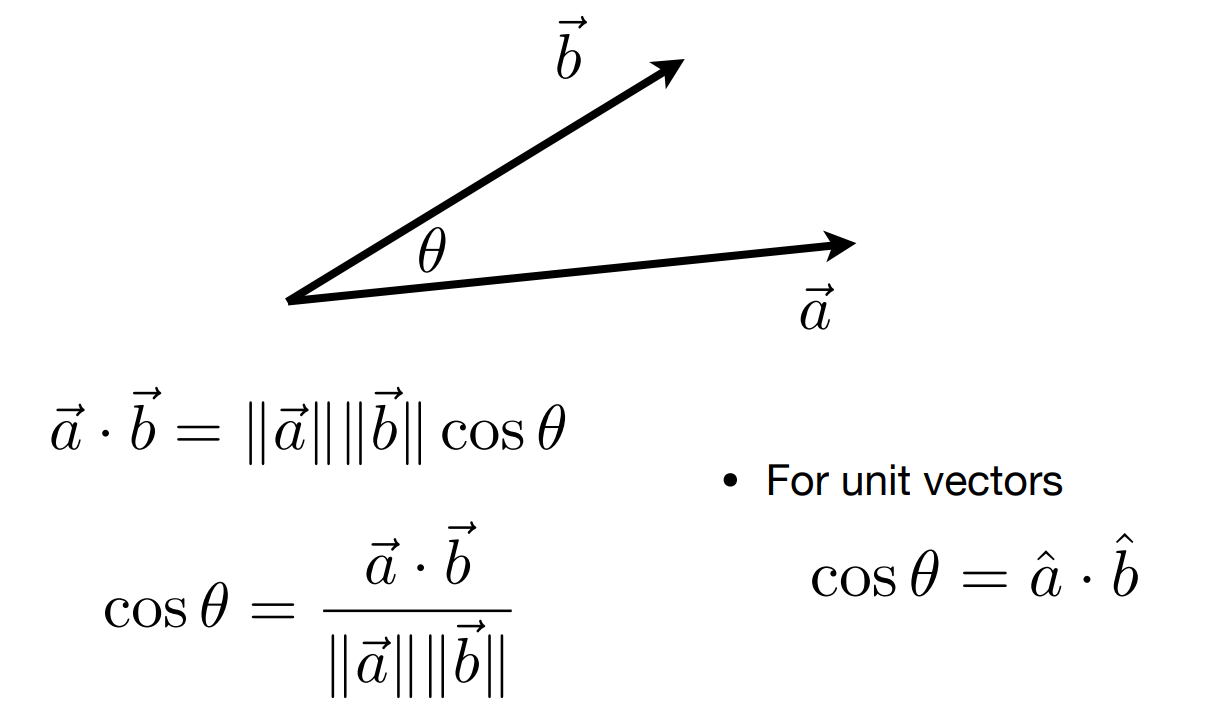 $\vec{b}$
$\theta$
$\vec{a}$
$\vec{a} \cdot \vec{b} = \|\vec{a}\| \|\vec{b}\| \cos \theta$
• For unit vectors
$\cos \theta = \frac{\vec{a} \cdot \vec{b}}{\|\vec{a}\| \|\vec{b}\|}$
$\cos \theta = \hat{a} \cdot \hat{b}$